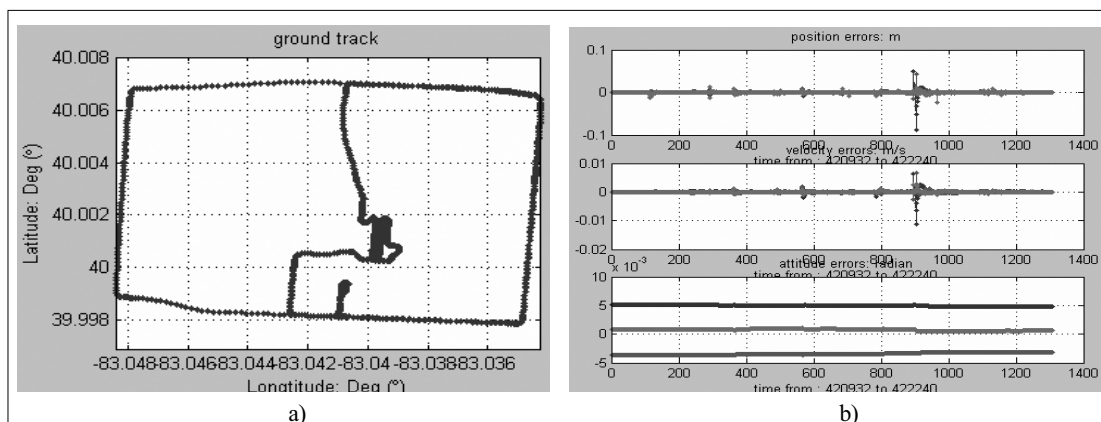 ground track
40.008
40.006
40.004
40.002
40
39.998
Latitude: Deg (°)
-83.048-83.046-83.044-83.042 -83.04 -83.038-83.036
Longtitude: Deg (°)
a)
position errors: m
0.1
0
-0.1
0 200 400 600 800 1000 1200 1400
time from : 420932 to 422240
velocity errors: m/s
0.01
0
-0.01
-0.02
0 200 400 600 800 1000 1200 1400
time from : 420932 to 422240
attitude errors: radian
x 10-3
10
5
0
-5
0 200 400 600 800 1000 1200 1400
time from : 420932 to 422240
b)